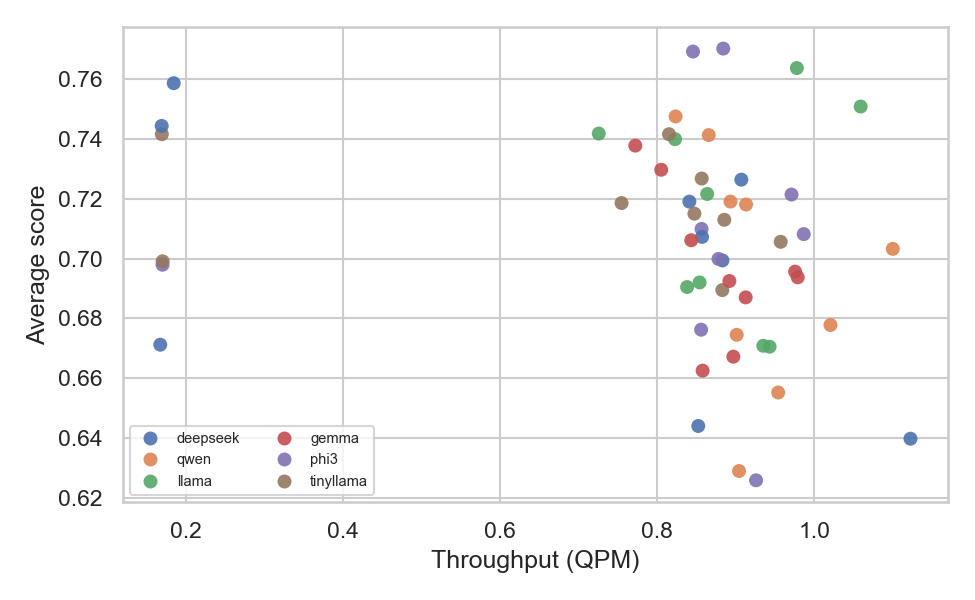 0.76
0.74
0.72
0.70
0.68
0.66
0.64
0.62
Average score
deepseek
qwen
llama
gemma
phi3
tinyllama
0.2 0.4 0.6 0.8 1.0
Throughput (QPM)